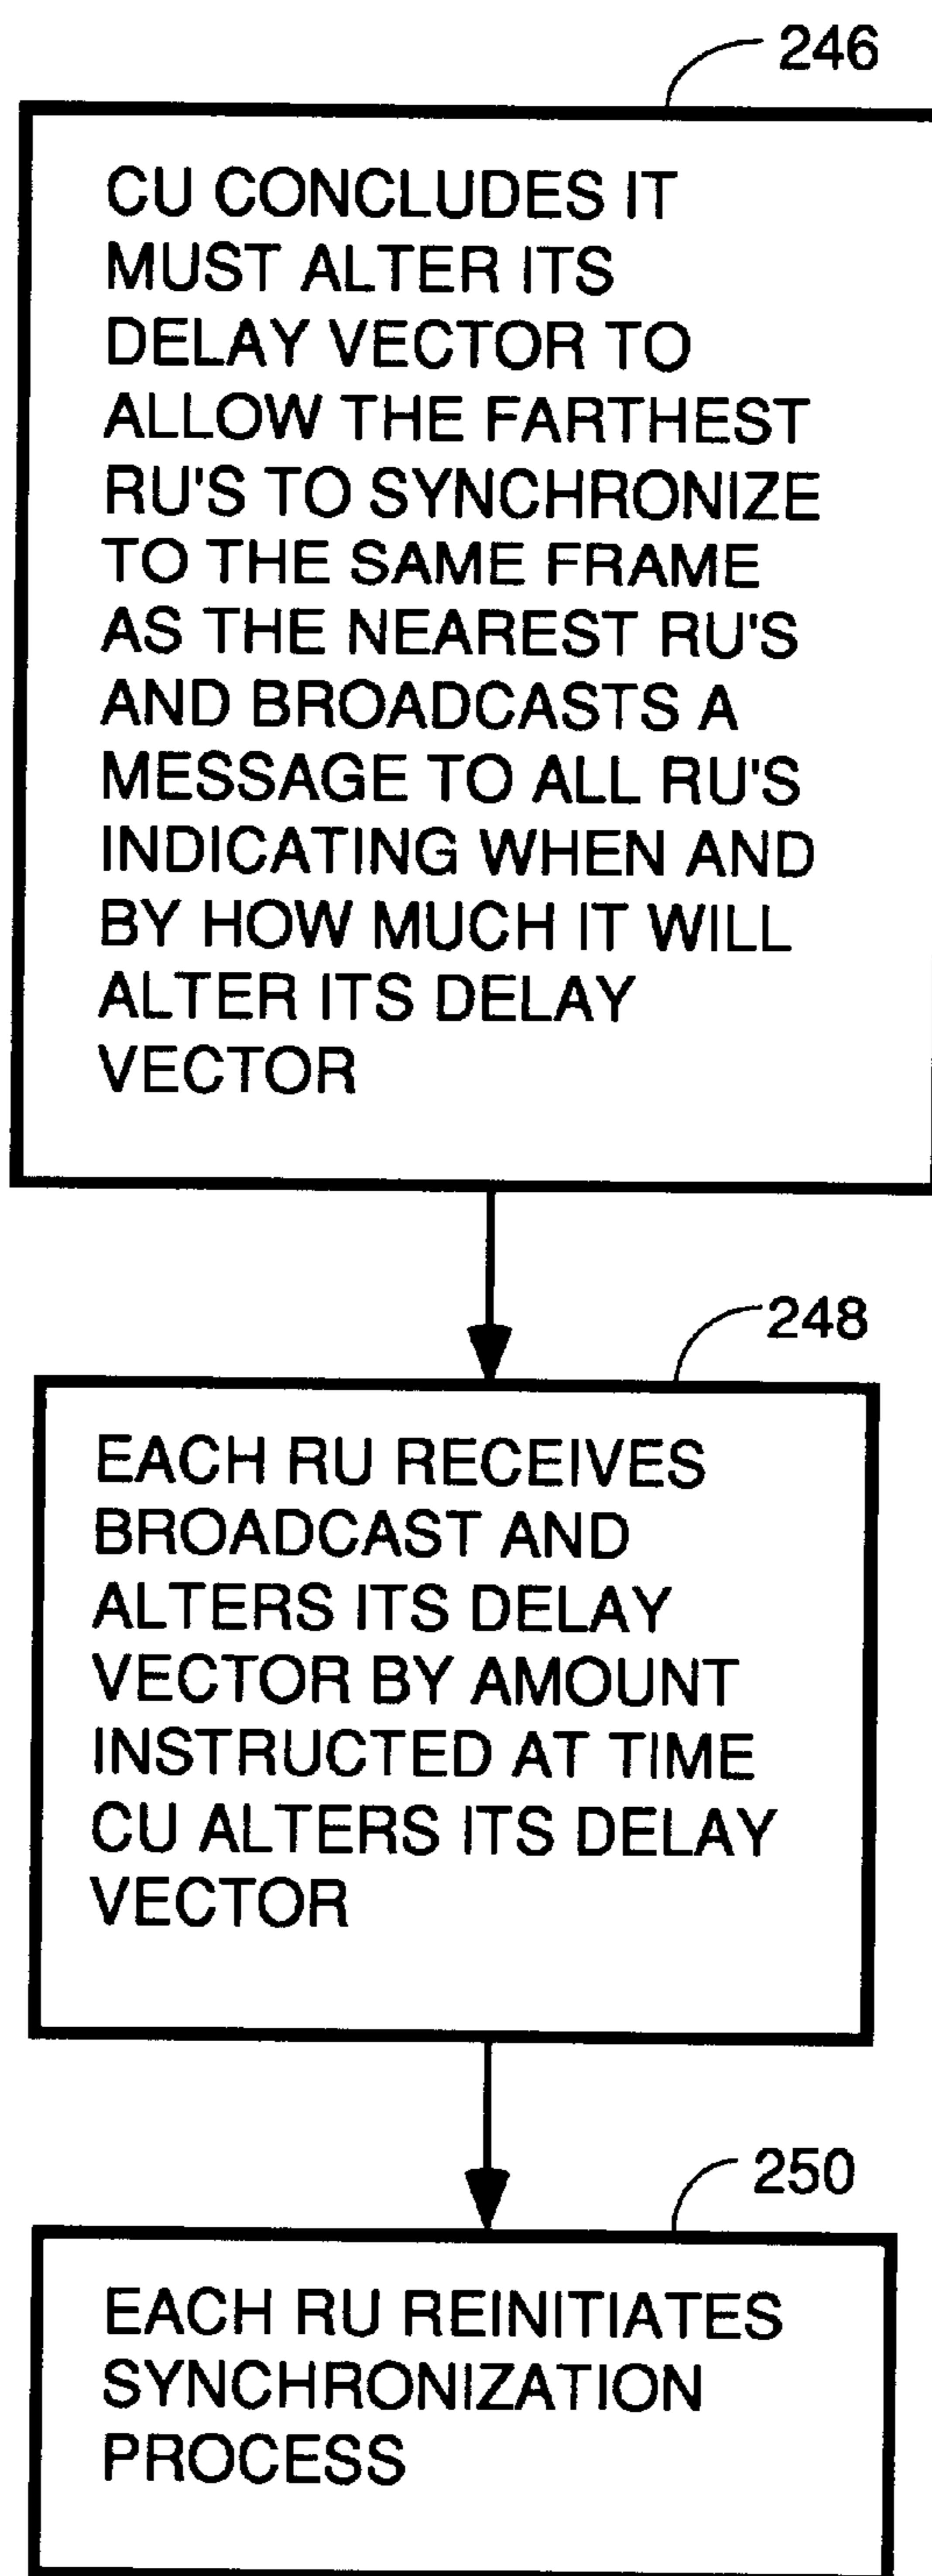 246
CU CONCLUDES IT
MUST ALTER ITS
DELAY VECTOR TO
ALLOW THE FARTHEST
RU'S TO SYNCHRONIZE
TO THE SAME FRAME
AS THE NEAREST RU'S
AND BROADCASTS A
MESSAGE TO ALL RU'S
INDICATING WHEN AND
BY HOW MUCH IT WILL
ALTER ITS DELAY
VECTOR
248
EACH RU RECEIVES
BROADCAST AND
ALTERS ITS DELAY
VECTOR BY AMOUNT
INSTRUCTED AT TIME
CU ALTERS ITS DELAY
VECTOR
250
EACH RU REINITIATES
SYNCHRONIZATION
PROCESS